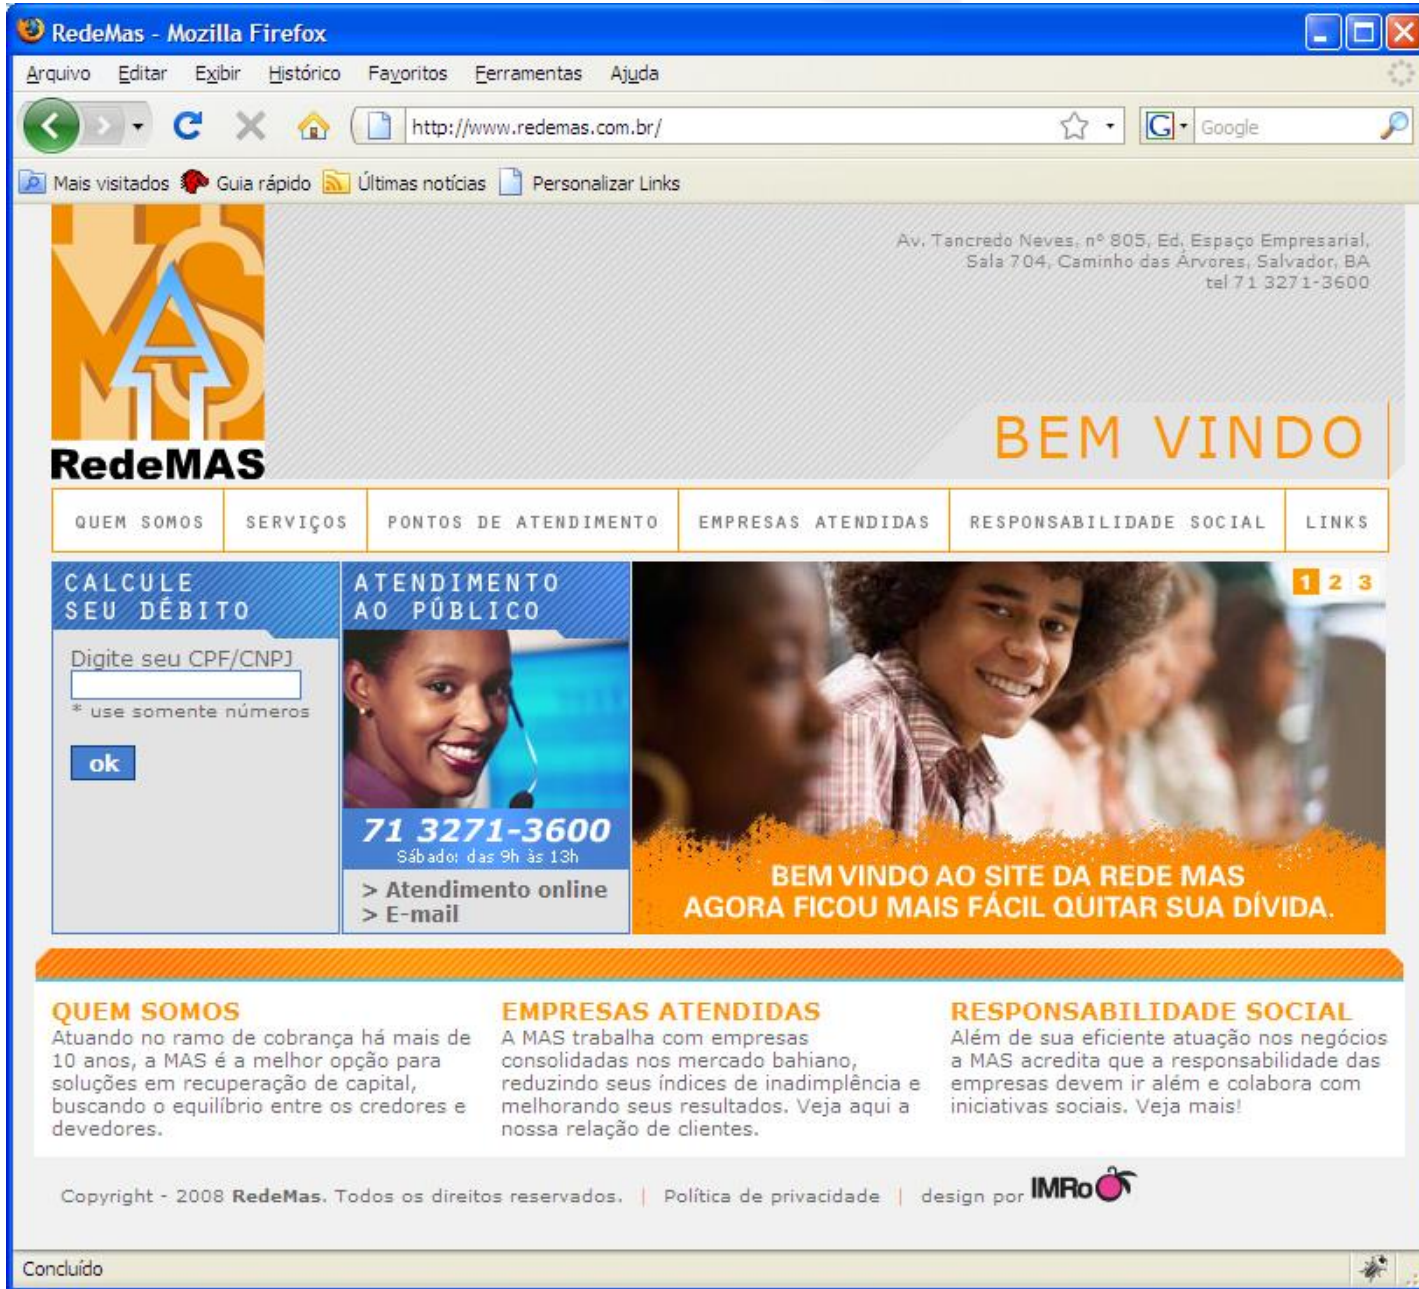 RedeMas - Mozilla Firefox
Arquivo Editar Exibir Histórico Favoritos Ferramentas Ajuda
http://www.redemas.com.br/
G Google
Mais visitados Guia rápido Últimas notícias Personalizar Links
MAS
RedeMAS
Av. Tancredo Neves, nº 805, Ed. Espaço Empresarial,
Sala 704, Caminho das Árvores, Salvador, BA
tel 71 3271-3600
BEM VINDO
QUEM SOMOS SERVIÇOS PONTOS DE ATENDIMENTO EMPRESAS ATENDIDAS RESPONSABILIDADE SOCIAL LINKS
CALCULE
SEU DÉBITO
Digite seu CPF/CNPJ
* use somente números
ok
ATENDIMENTO
AO PÚBLICO
71 3271-3600
Sábado: das 9h às 13h
> Atendimento online
> E-mail
1 2 3
BEM VINDO AO SITE DA REDE MAS
AGORA FICOU MAIS FÁCIL QUITAR SUA DÍVIDA.
QUEM SOMOS
Atuando no ramo de cobrança há mais de
10 anos, a MAS é a melhor opção para
soluções em recuperação de capital,
buscando o equilíbrio entre os credores e
devedores.
EMPRESAS ATENDIDAS
A MAS trabalha com empresas
consolidadas nos mercado bahiano,
reduzindo seus índices de inadimplência e
melhorando seus resultados. Veja aqui a
nossa relação de clientes.
RESPONSABILIDADE SOCIAL
Além de sua eficiente atuação nos negócios
a MAS acredita que a responsabilidade das
empresas devem ir além e colabora com
iniciativas sociais. Veja mais!
Copyright - 2008 RedeMas. Todos os direitos reservados. | Política de privacidade | design por IMRo
Concluído